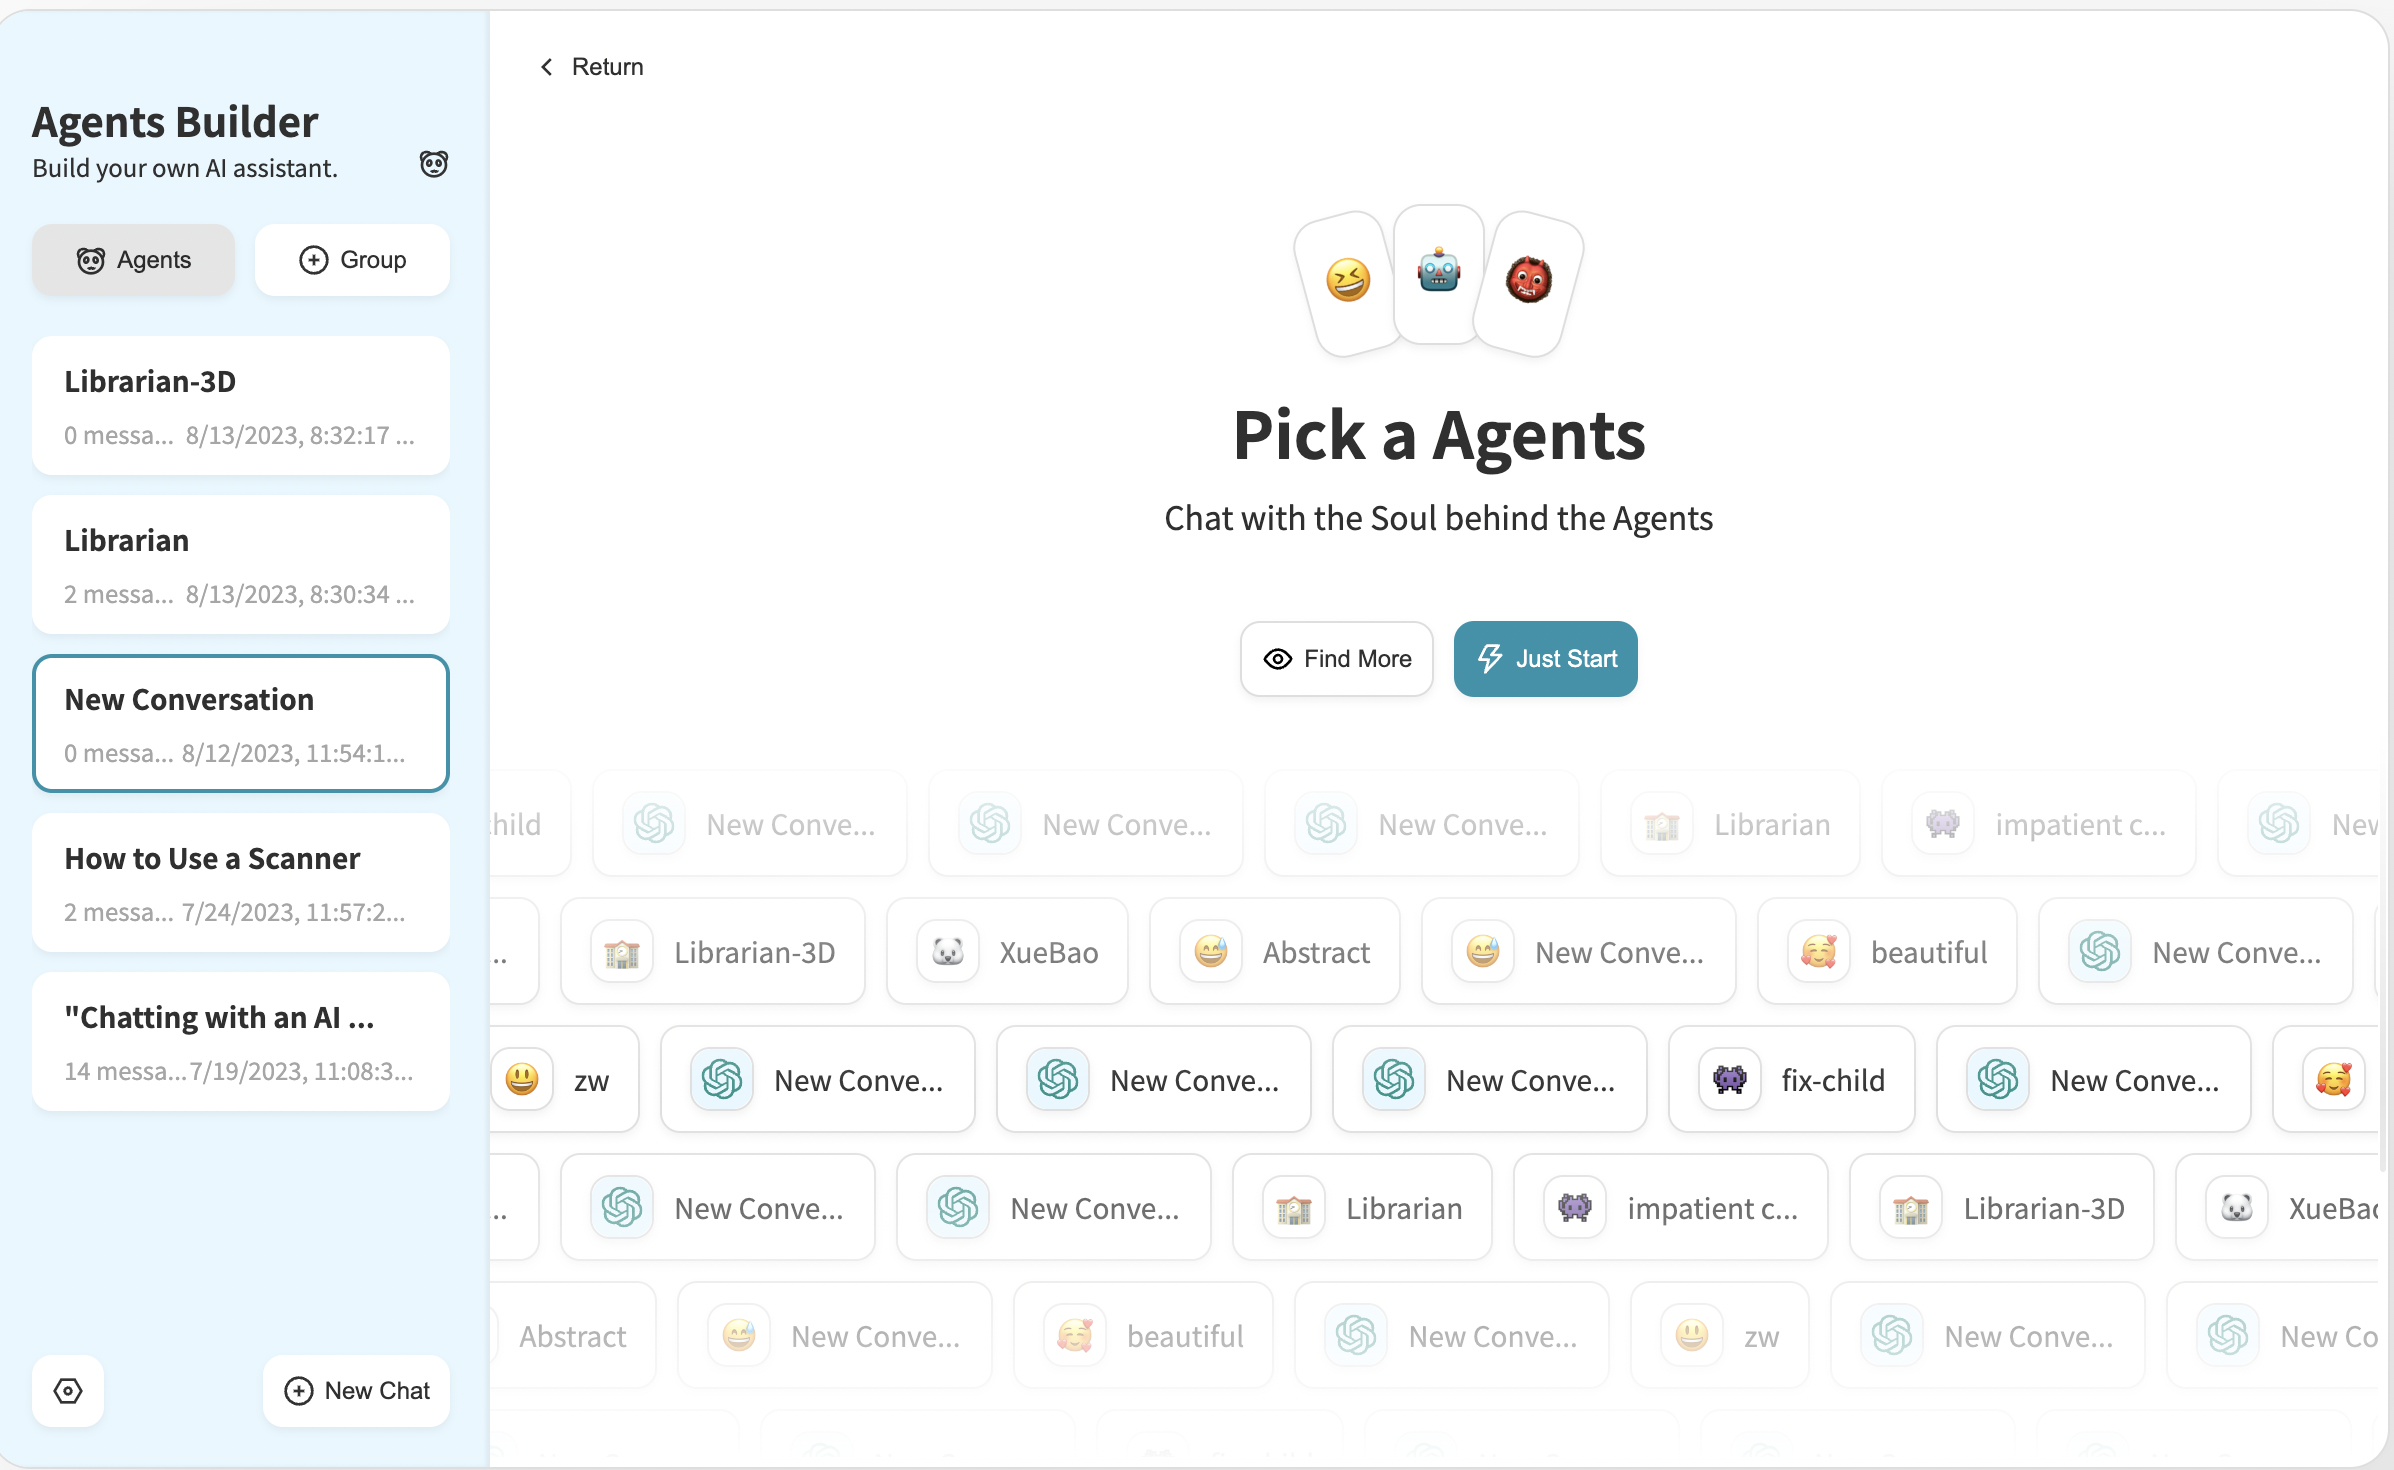 Return
Agents Builder
Build your own AI assistant.
Agents
Group
Librarian-3D
0 messa... 8/13/2023, 8:32:17 ...
Librarian
2 messa... 8/13/2023, 8:30:34 ...
New Conversation
0 messa... 8/12/2023, 11:54:1...
How to Use a Scanner
2 messa... 7/24/2023, 11:57:2...
"Chatting with an AI ...
14 messa...7/19/2023, 11:08:3...
New Chat
Pick a Agents
Chat with the Soul behind the Agents
Find More
Just Start
New Conve... New Conve... New Conve... Librarian impatient c...
... Librarian-3D XueBao Abstract New Conve... beautiful New Conve...
zw New Conve... New Conve... New Conve... fix-child New Conve...
... New Conve... New Conve... Librarian impatient c... Librarian-3D XueBao
Abstract New Conve... beautiful New Conve... zw New Conve... New Co